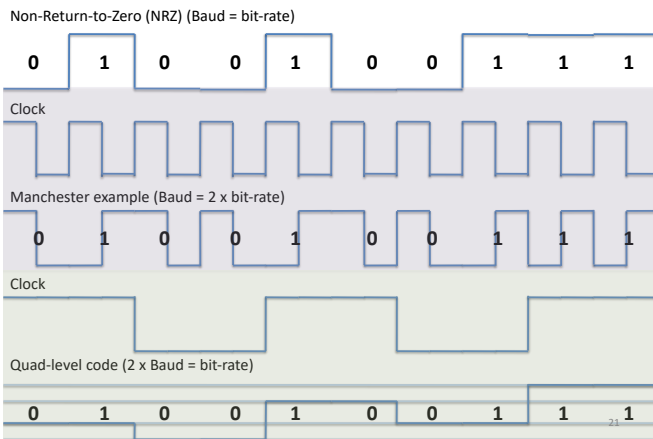 Non-Return-to-Zero (NRZ) (Baud = bit-rate)
0 1 0 0 1 0 0 1 1 1
Clock
Manchester example (Baud = 2 x bit-rate)
0 1 0 0 1 0 0 1 1 1
Clock
Quad-level code (2 x Baud = bit-rate)
0 1 0 0 1 0 0 1 1 1
21